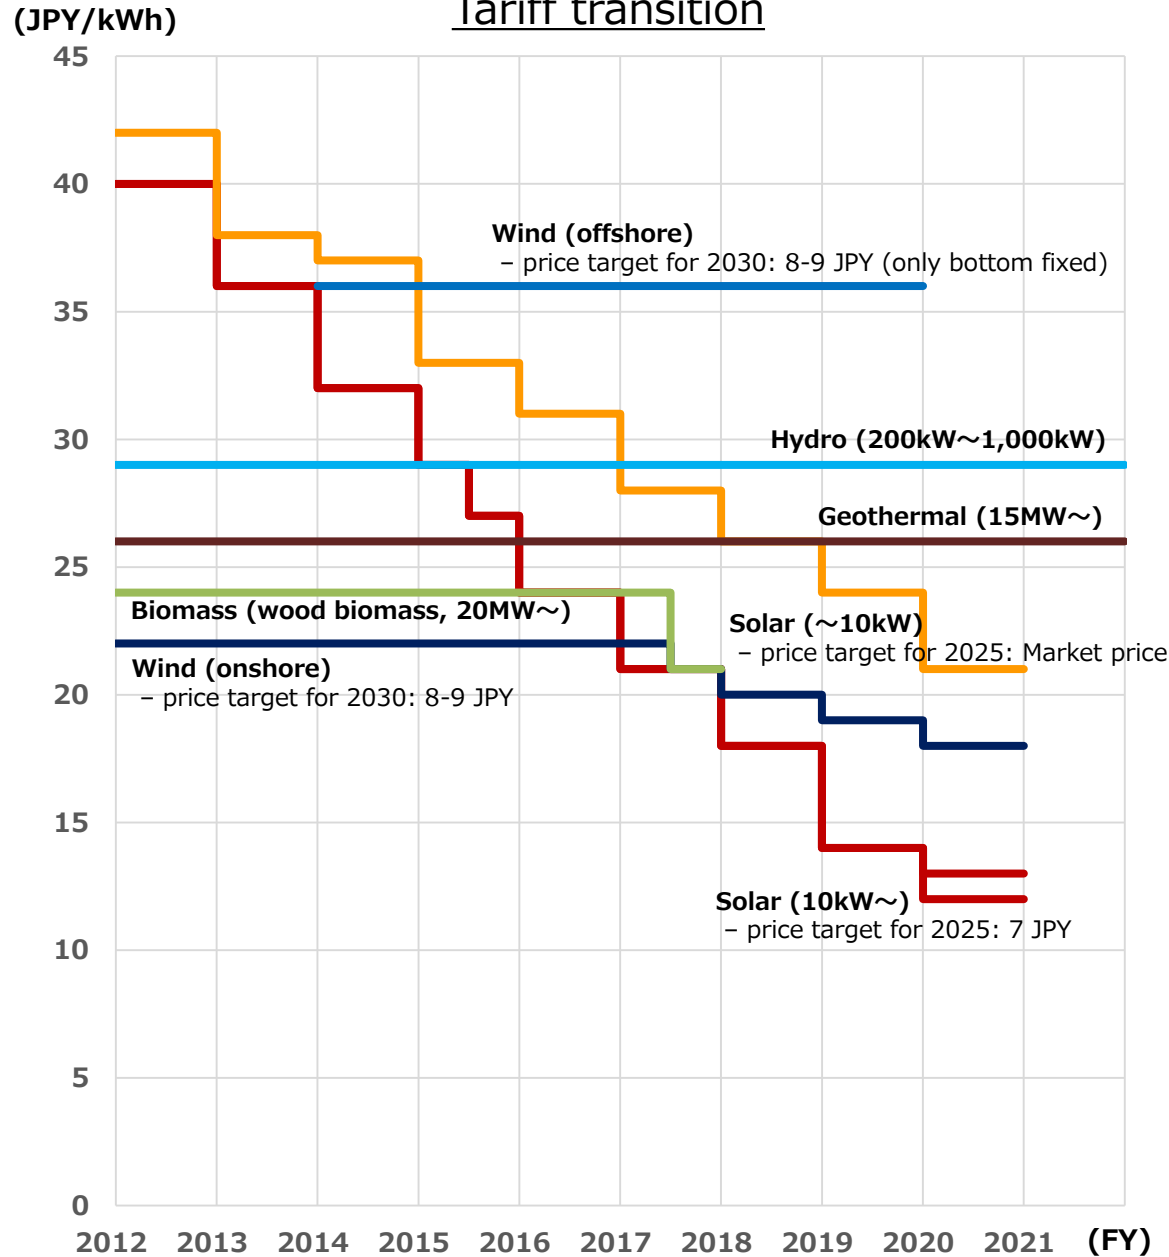 Tariff transition
(JPY/kWh)
45
40
35
30
25
20
15
10
5
0
Wind (offshore)
– price target for 2030: 8-9 JPY (only bottom fixed)
Hydro (200kW～1,000kW)
Geothermal (15MW～)
Biomass (wood biomass, 20MW～)
Solar (～10kW)
– price target for 2025: Market price
Wind (onshore)
– price target for 2030: 8-9 JPY
Solar (10kW～)
– price target for 2025: 7 JPY
2012 2013 2014 2015 2016 2017 2018 2019 2020 2021 (FY)